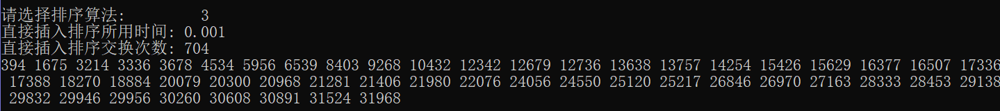 请选择排序算法:        3
直接插入排序所用时间: 0.001
直接插入排序交换次数: 704
394 1675 3214 3336 3678 4534 5956 6539 8403 9268 10432 12342 12679 12736 13638 13757 14254 15426 15629 16377 16507 17336
17388 18270 18884 20079 20300 20968 21281 21406 21980 22076 24056 24550 25120 25217 26846 26970 27163 28333 28453 29138
29832 29946 29956 30260 30608 30891 31524 31968